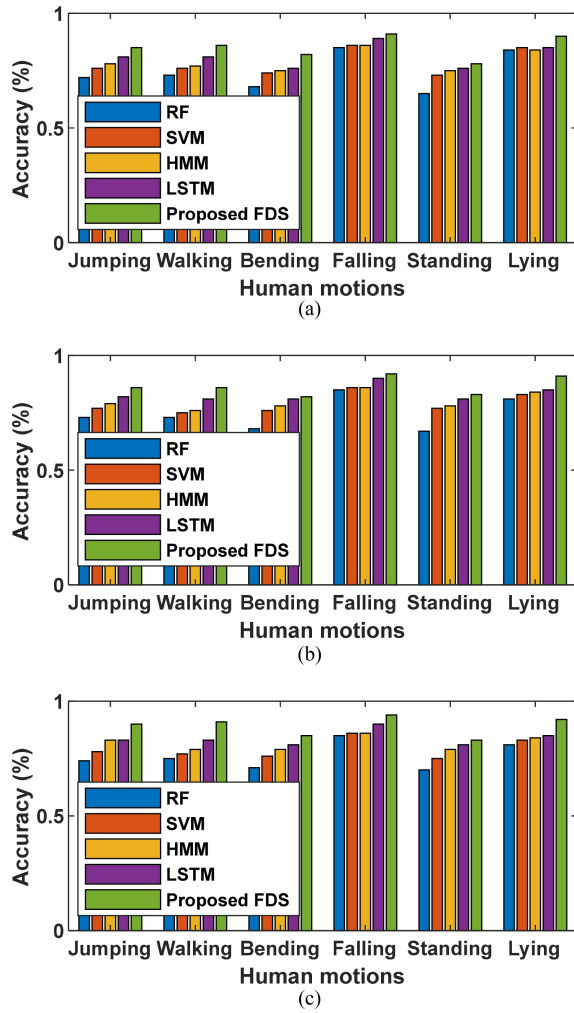 1
Accuracy (%)
0.5
0
RF
SVM
HMM
LSTM
Proposed FDS
Jumping Walking Bending Falling Standing Lying
Human motions
(a)
1
Accuracy (%)
0.5
0
RF
SVM
HMM
LSTM
Proposed FDS
Jumping Walking Bending Falling Standing Lying
Human motions
(b)
1
Accuracy (%)
0.5
0
RF
SVM
HMM
LSTM
Proposed FDS
Jumping Walking Bending Falling Standing Lying
Human motions
(c)